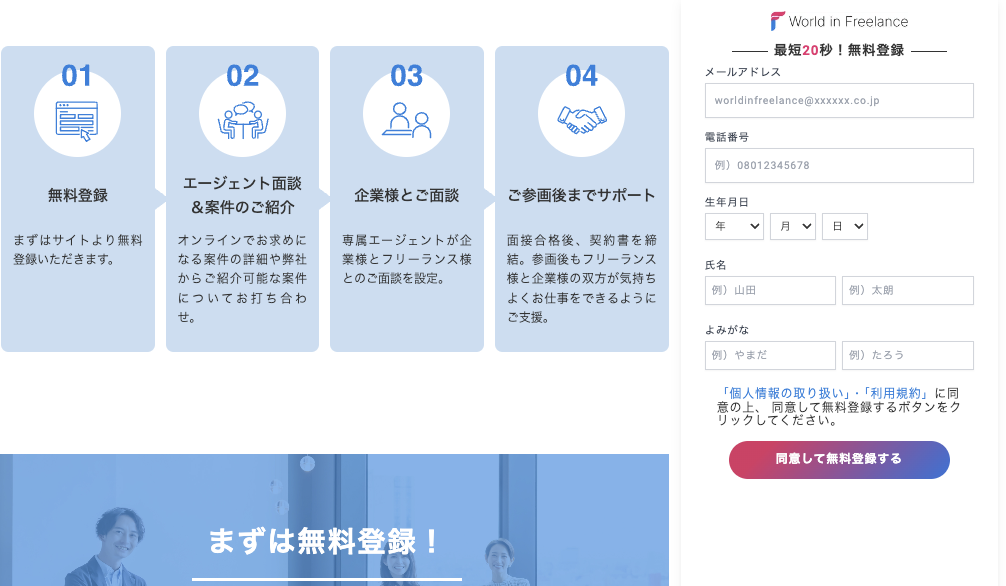 01
無料登録
まずはサイトより無料
登録いただきます。
02
エージェント面談
＆案件のご紹介
オンラインでお求めに
なる案件の詳細や弊社
からご紹介可能な案件
についてお打ち合わ
せ。
03
企業様とご面談
専属エージェントが企
業様とフリーランス様
とのご面談を設定。
04
ご参画後までサポート
面接合格後、契約書を締
結。参画後もフリーランス
様と企業様の双方が気持ち
よくお仕事をできるように
ご支援。
まずは無料登録！
World in Freelance
最短20秒！無料登録
メールアドレス
worldinfreelance@xxxxxx.co.jp
電話番号
例）08012345678
生年月日
年 月 日
氏名
例）山田 例）太朗
よみがな
例）やまだ 例）たろう
「個人情報の取り扱い」・「利用規約」に同
意の上、 同意して無料登録するボタンをク
リックしてください。
同意して無料登録する